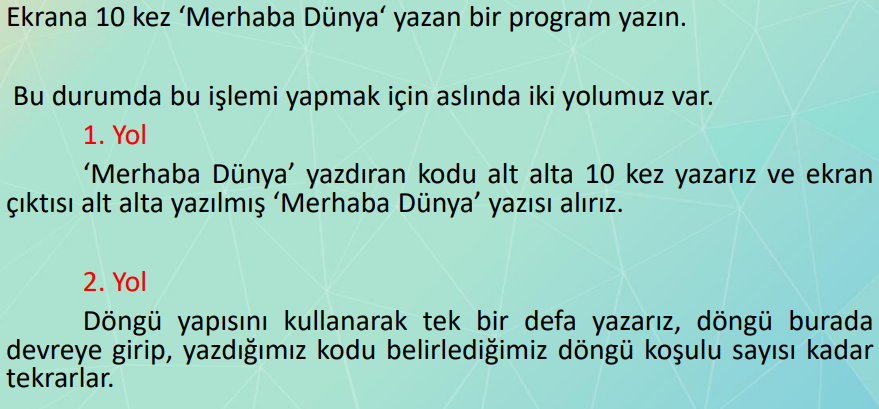 Ekrana 10 kez ‘Merhaba Dünya‘ yazan bir program yazın.
Bu durumda bu işlemi yapmak için aslında iki yolumuz var.
1. Yol
‘Merhaba Dünya’ yazdıran kodu alt alta 10 kez yazarız ve ekran
çıktısı alt alta yazılmış ‘Merhaba Dünya’ yazısı alırız.
2. Yol
Döngü yapısını kullanarak tek bir defa yazarız, döngü burada
devreye girip, yazdığımız kodu belirlediğimiz döngü koşulu sayısı kadar
tekrarlar.